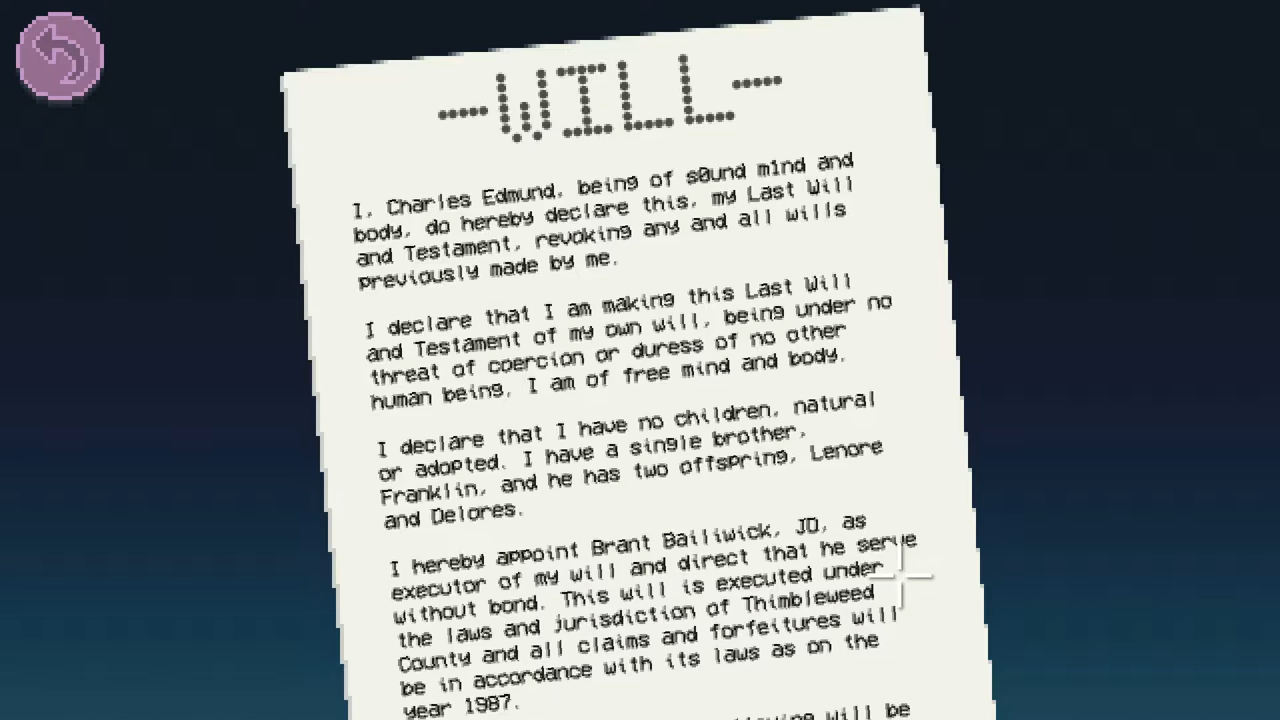 -WILL-
I, Charles Edmund, being of s0und m1nd and
body, do hereby declare this, my Last Will
and Testament, revoking any and all wills
previously made by me.
I declare that I am making this Last Will
and Testament of my own will, being under no
threat of coercion or duress of no other
human being, I am of free mind and body.
I declare that I have no children, natural
or adopted. I have a single brother,
Franklin, and he has two offspring, Lenore
and Delores.
I hereby appoint Brant Bailiwick, JD, as
executor of my will and direct that he serve
without bond. This will is executed under
the laws and jurisdiction of Thimbleweed
County and all claims and forfeitures will
be in accordance with its laws as on the
year 1987.
will be